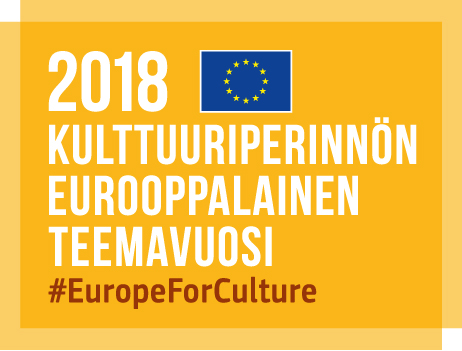 2018
KULTTUURIPERINNÖN
EUROOPPALAINEN
TEEMAVUOSI
#EuropeForCulture